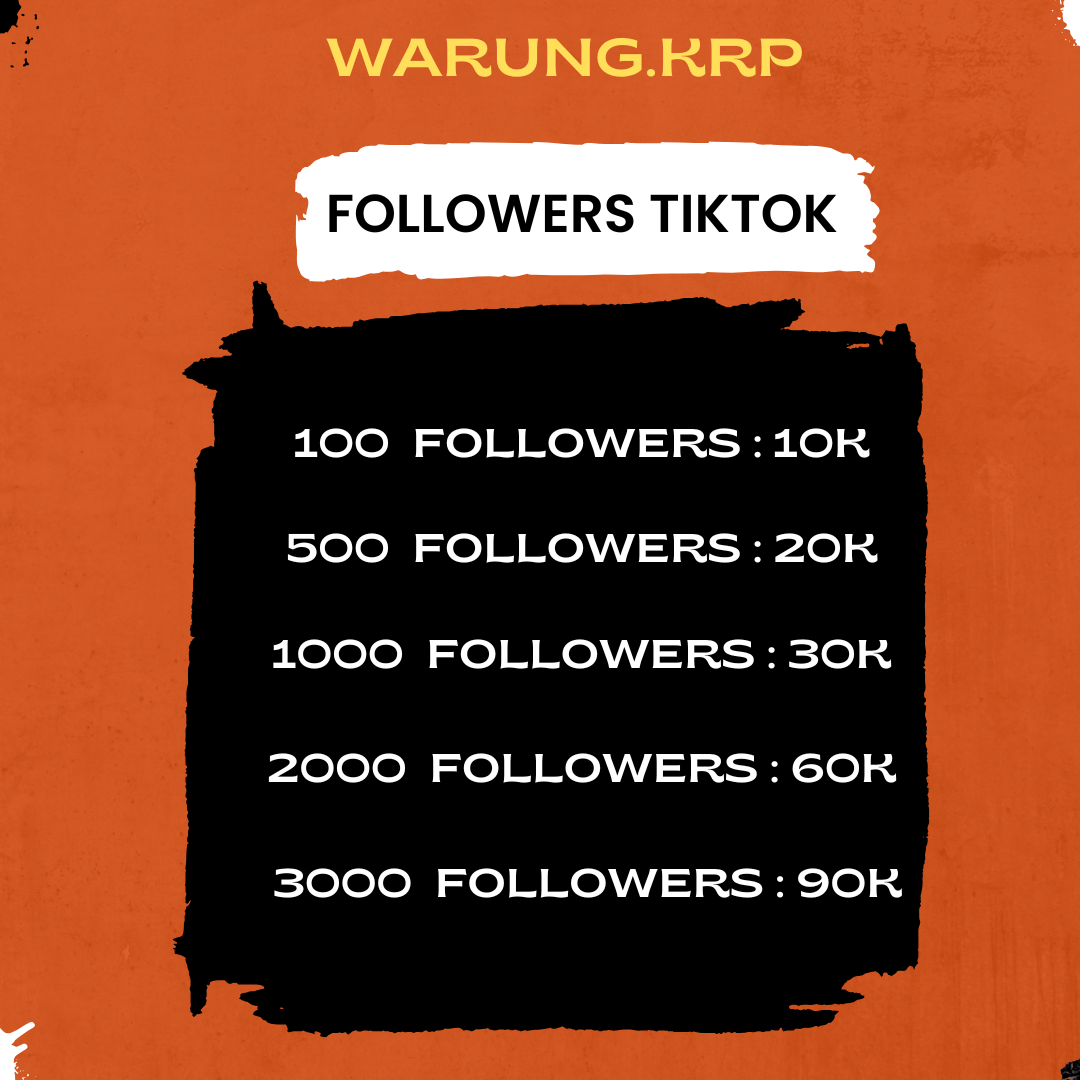 WARUNG.KRP
FOLLOWERS TIKTOK
100 FOLLOWERS : 10K
500 FOLLOWERS : 20K
1000 FOLLOWERS : 30K
2000 FOLLOWERS : 60K
3000 FOLLOWERS : 90K